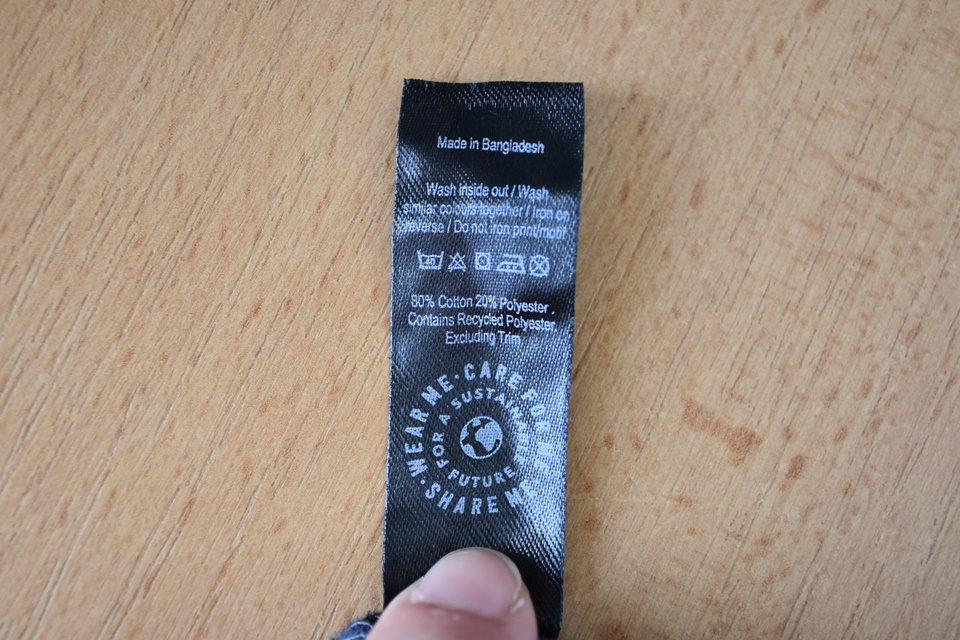 Made in Bangladesh
Wash inside out / Wash
similar colours together / Iron on
reverse / Do not iron print/motif
40
80% Cotton 20% Polyester .
Contains Recycled Polyester.
Excluding Trim
WEAR ME · CARE FOR ME · SHARE ME
FOR A SUSTAINABLE FUTURE